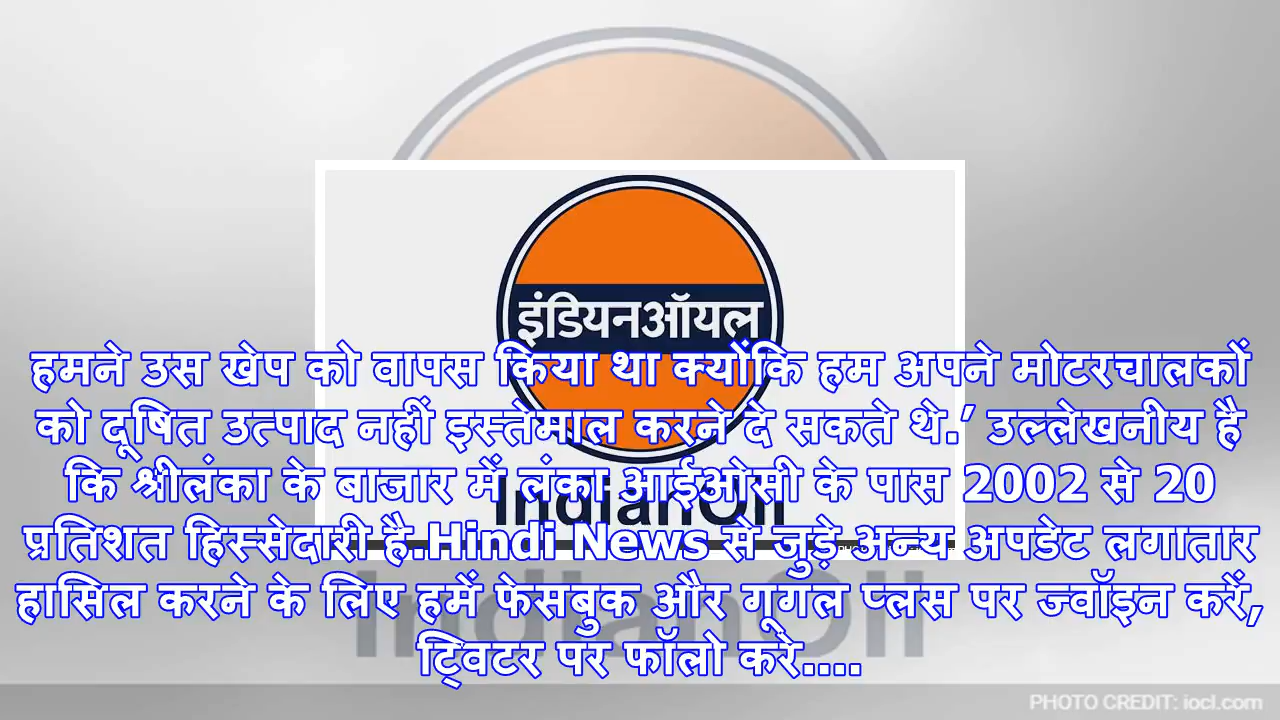 इंडियनऑयल
हमने उस खेप को वापस किया था क्योंकि हम अपने मोटरचालकों
को दूषित उत्पाद नहीं इस्तेमाल करने दे सकते थे.’ उल्लेखनीय है
कि श्रीलंका के बाजार में लंका आईओसी के पास 2002 से 20
IndianOil
प्रतिशत हिस्सेदारी है.Hindi News से जुड़े अन्य अपडेट लगातार
हासिल करने के लिए हमें फेसबुक और गूगल प्लस पर ज्वॉइन करें,
IndianOil
ट्विटर पर फॉलो करे....
PHOTO CREDIT: iocl.com